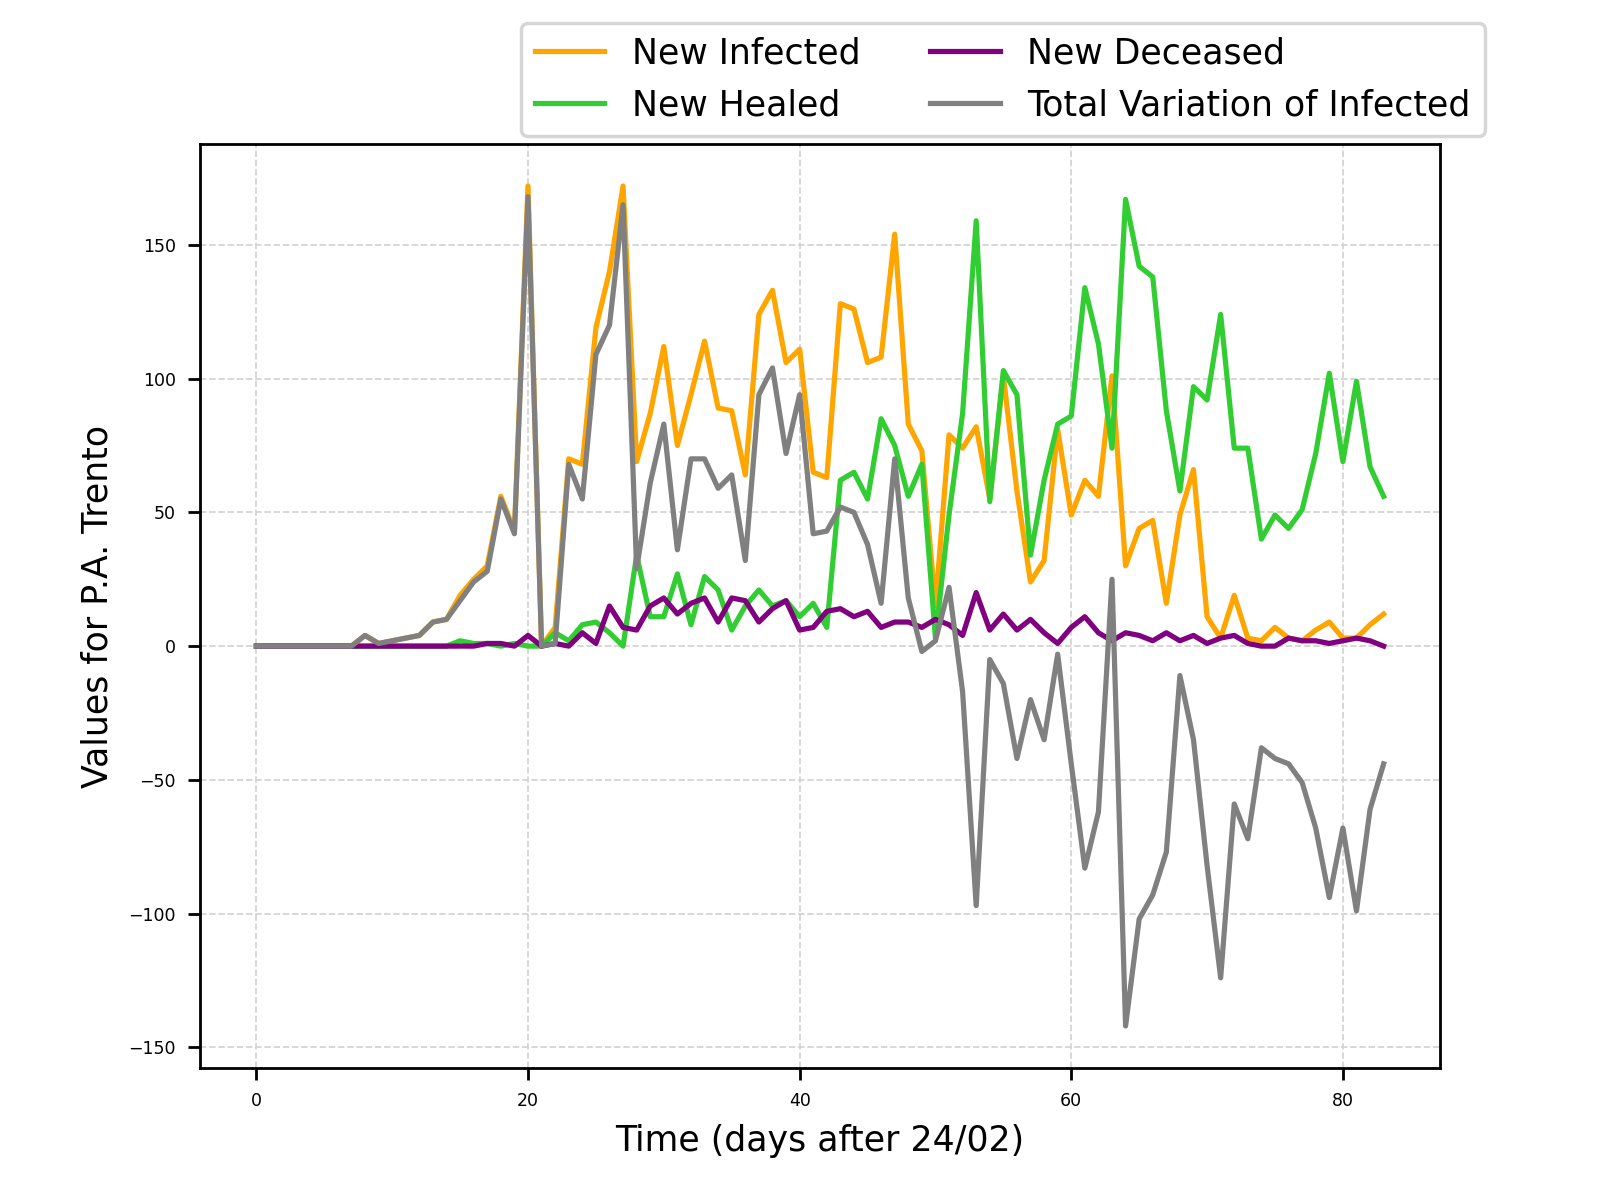 New Infected
New Healed
New Deceased
Total Variation of Infected
Values for P.A. Trento
150
100
50
0
−50
−100
−150
0 20 40 60 80
Time (days after 24/02)